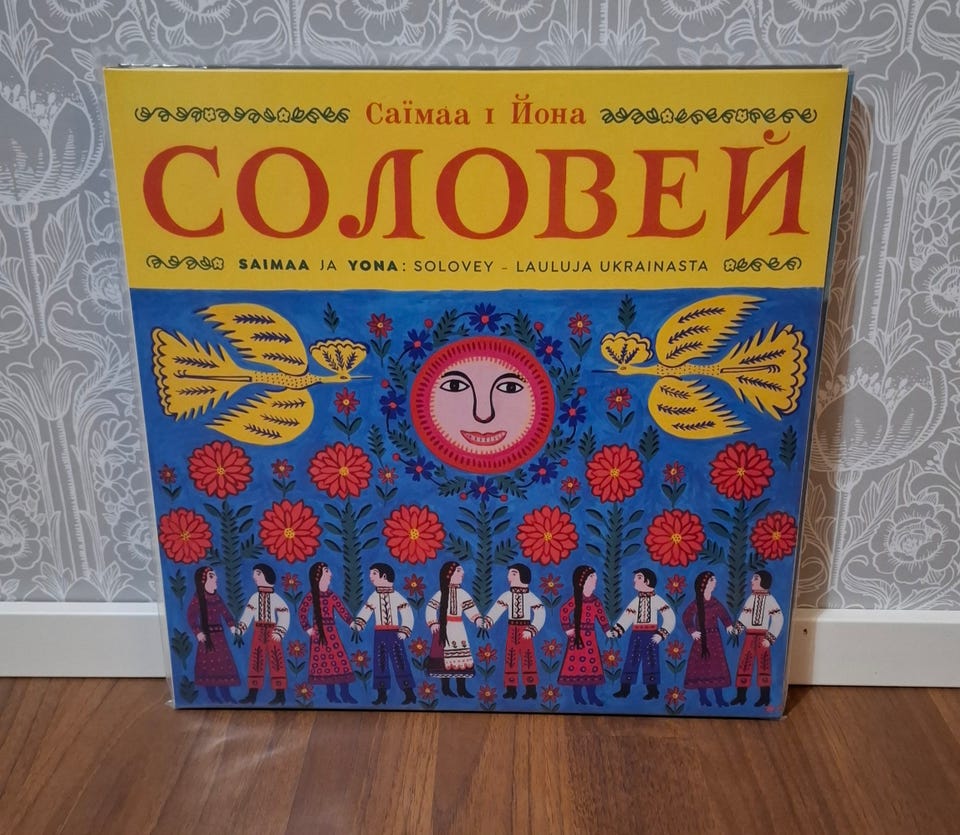 Саїмаа і Йона
СОЛОВЕЙ
SAIMAA JA YONA: SOLOVEY – LAULUJA UKRAINASTA